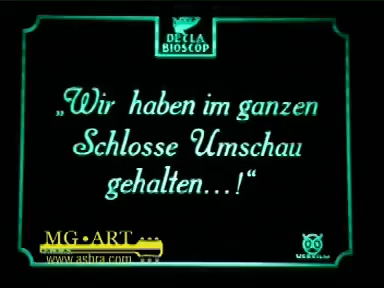 DECLA
BIOSCOP
„Wir haben im ganzen
Schlosse Umschau
gehalten...!“
MG•ART
www.ashra.com